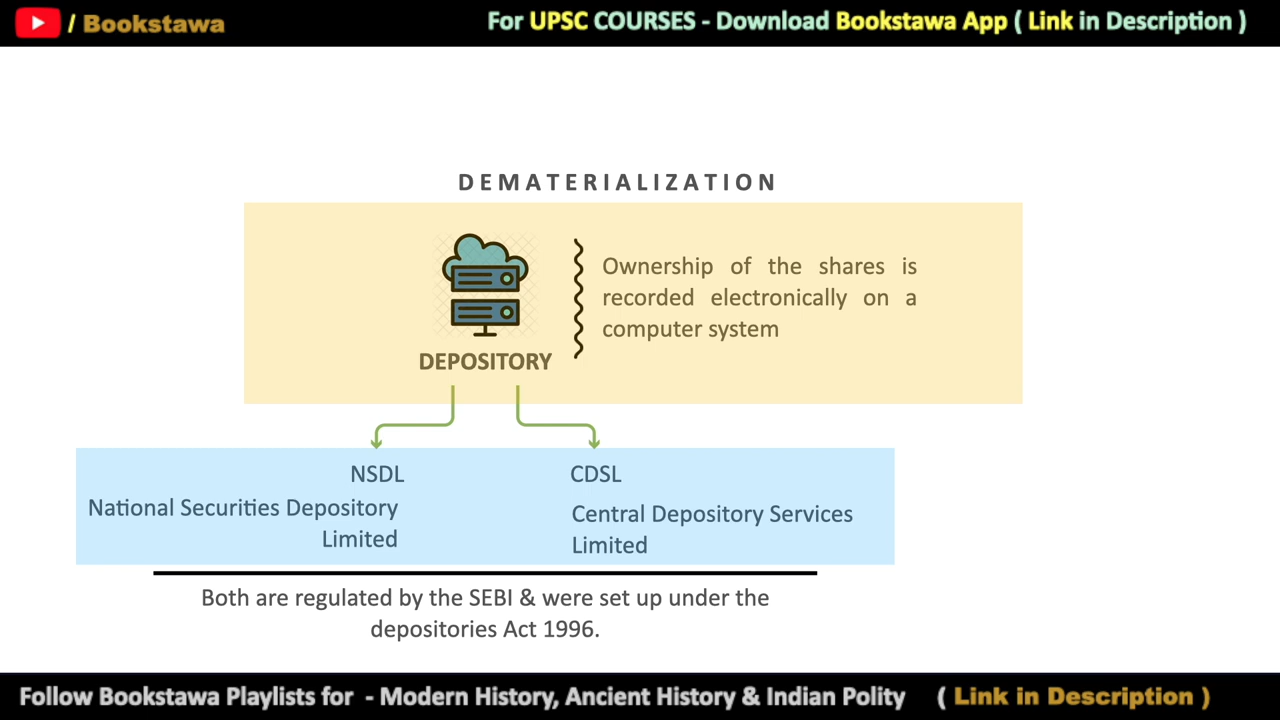 / Bookstawa
For UPSC COURSES - Download Bookstawa App ( Link in Description )
DEMATERIALIZATION
Ownership of the shares is
recorded electronically on a
computer system
DEPOSITORY
NSDL
National Securities Depository
Limited
CDSL
Central Depository Services
Limited
Both are regulated by the SEBI & were set up under the
depositories Act 1996.
Follow Bookstawa Playlists for - Modern History, Ancient History & Indian Polity ( Link in Description )